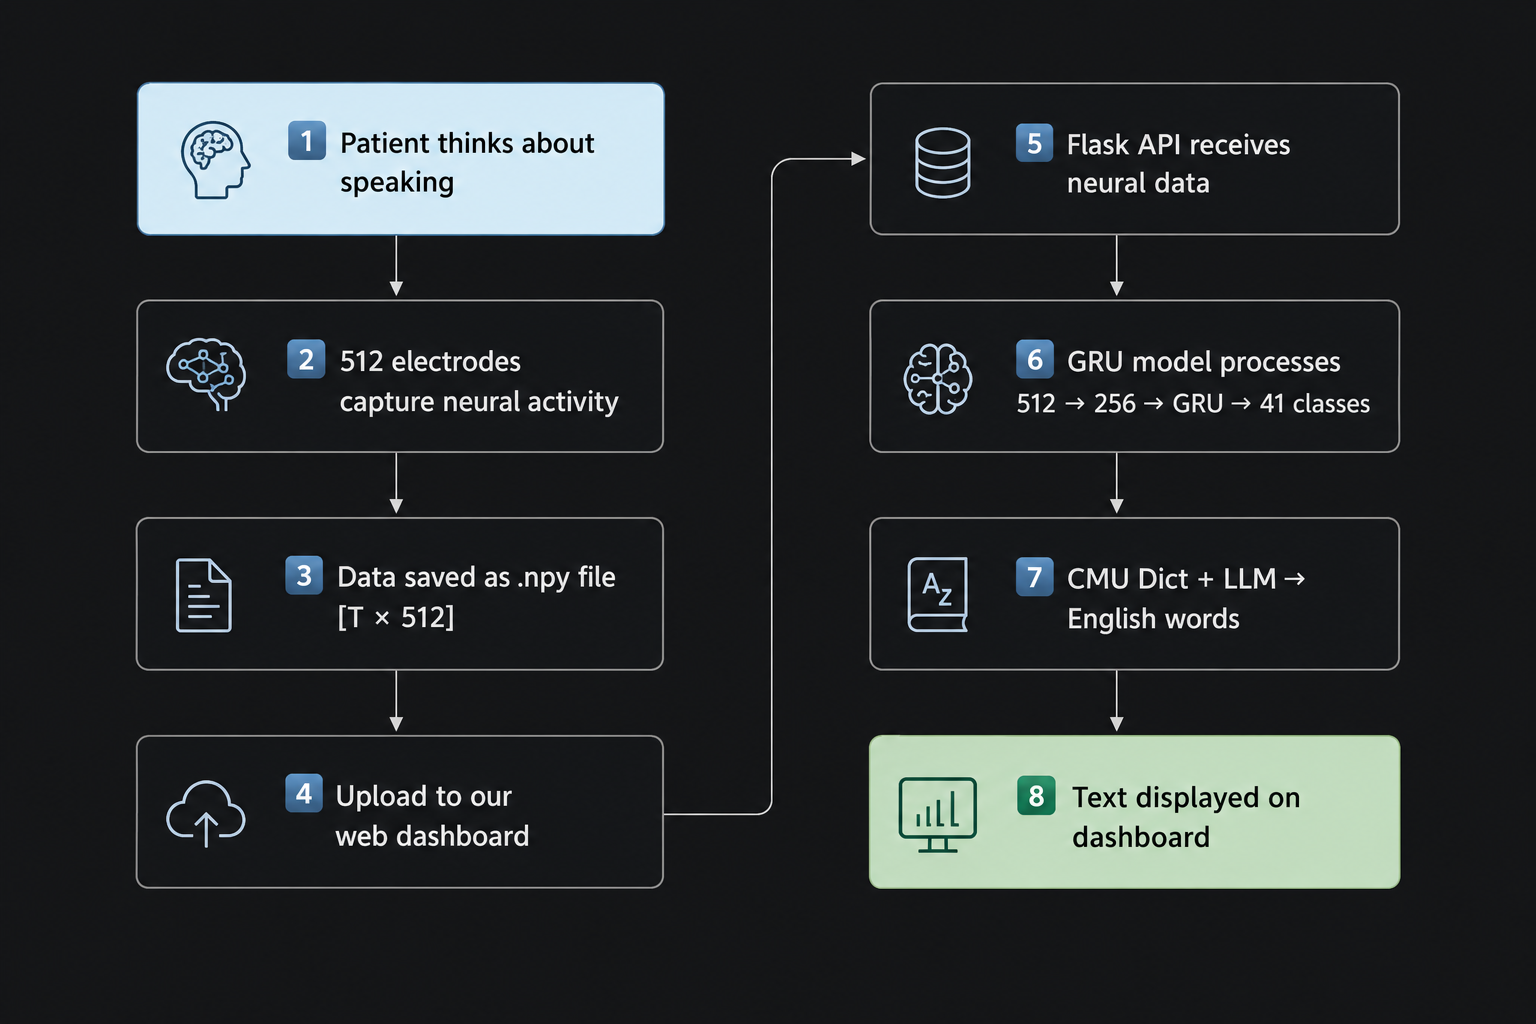 1 Patient thinks about
speaking
2 512 electrodes
capture neural activity
3 Data saved as .npy file
[T × 512]
4 Upload to our
web dashboard
5 Flask API receives
neural data
6 GRU model processes
512 → 256 → GRU → 41 classes
A
Z
7 CMU Dict + LLM →
English words
8 Text displayed on
dashboard